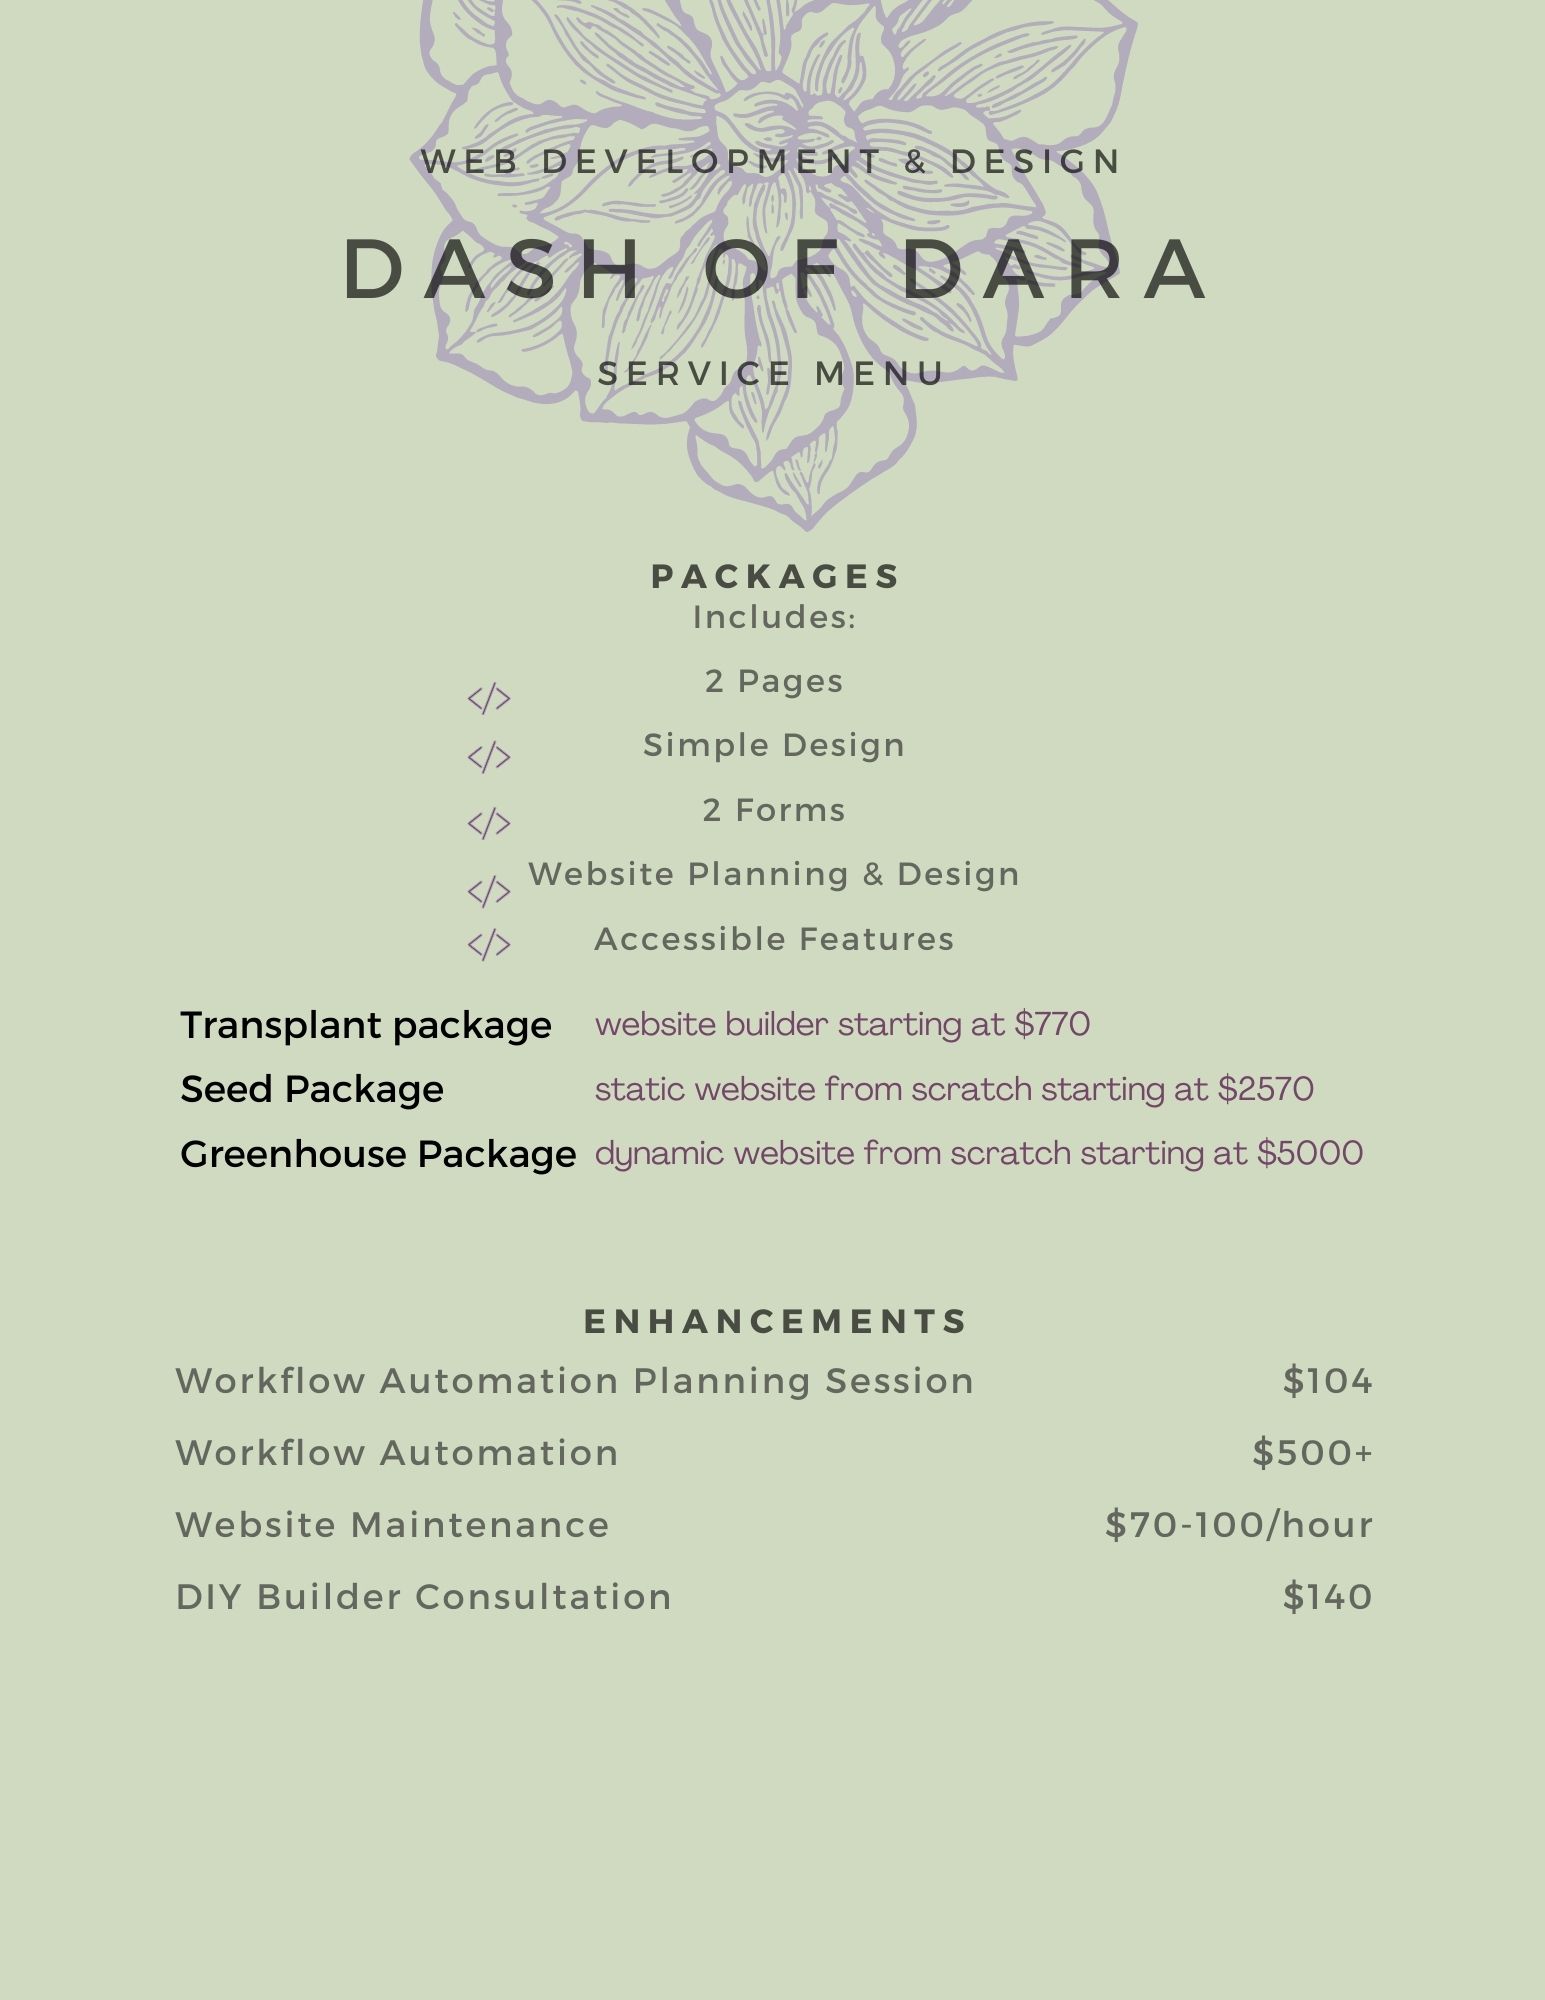 WEB DEVELOPMENT & DESIGN
DASH OF DARA
SERVICE MENU
PACKAGES
Includes:
</> 2 Pages
</> Simple Design
</> 2 Forms
</> Website Planning & Design
</> Accessible Features
Transplant package website builder starting at $770
Seed Package static website from scratch starting at $2570
Greenhouse Package dynamic website from scratch starting at $5000
ENHANCEMENTS
Workflow Automation Planning Session $104
Workflow Automation $500+
Website Maintenance $70-100/hour
DIY Builder Consultation $140